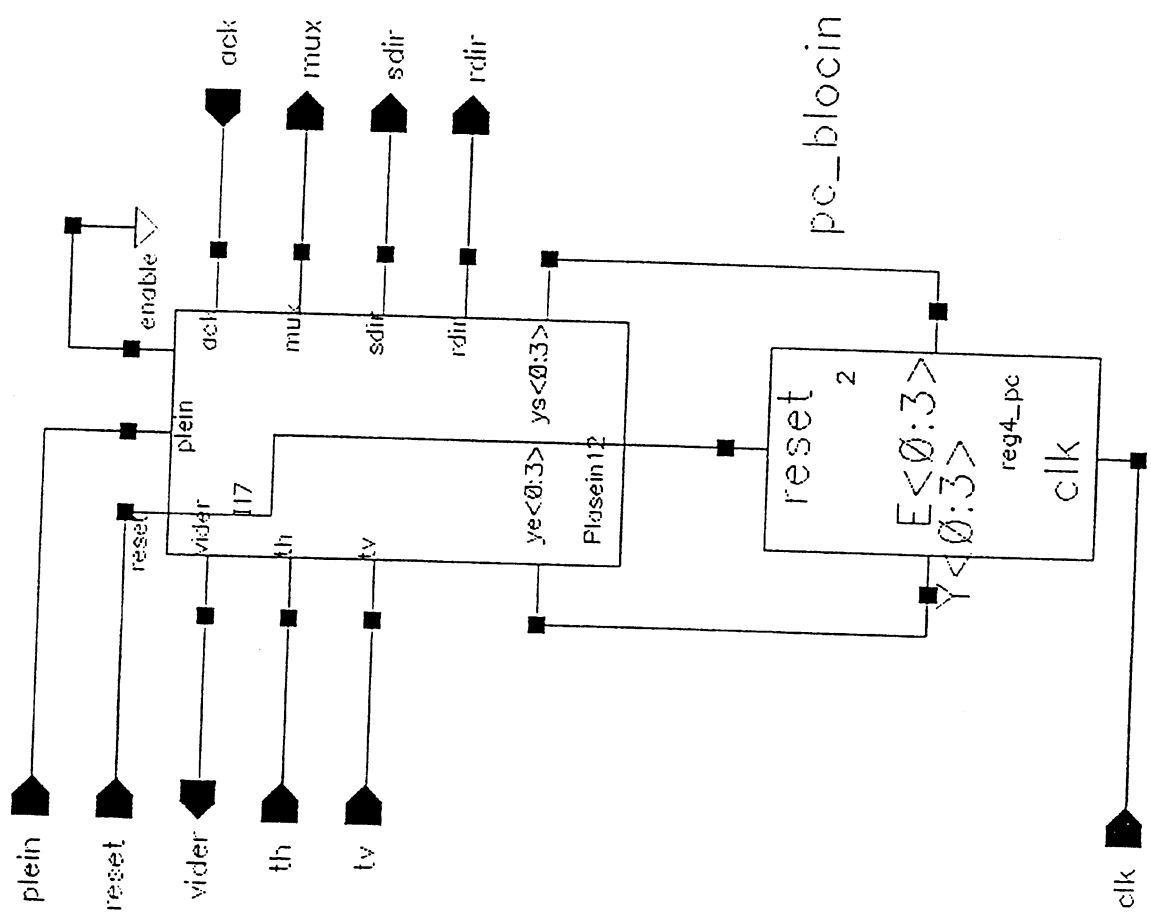 plein
reset
vider
th
tv
clk
ack
mux
sdir
rdir
enable
plein
reset
vider
I17
th
tv
ack
mux
sdir
rdir
ye<0:3>
ys<0:3>
Plasein12
reset
2
E<0:3>
Y<0:3>
reg4_pc
clk
pc_blocin